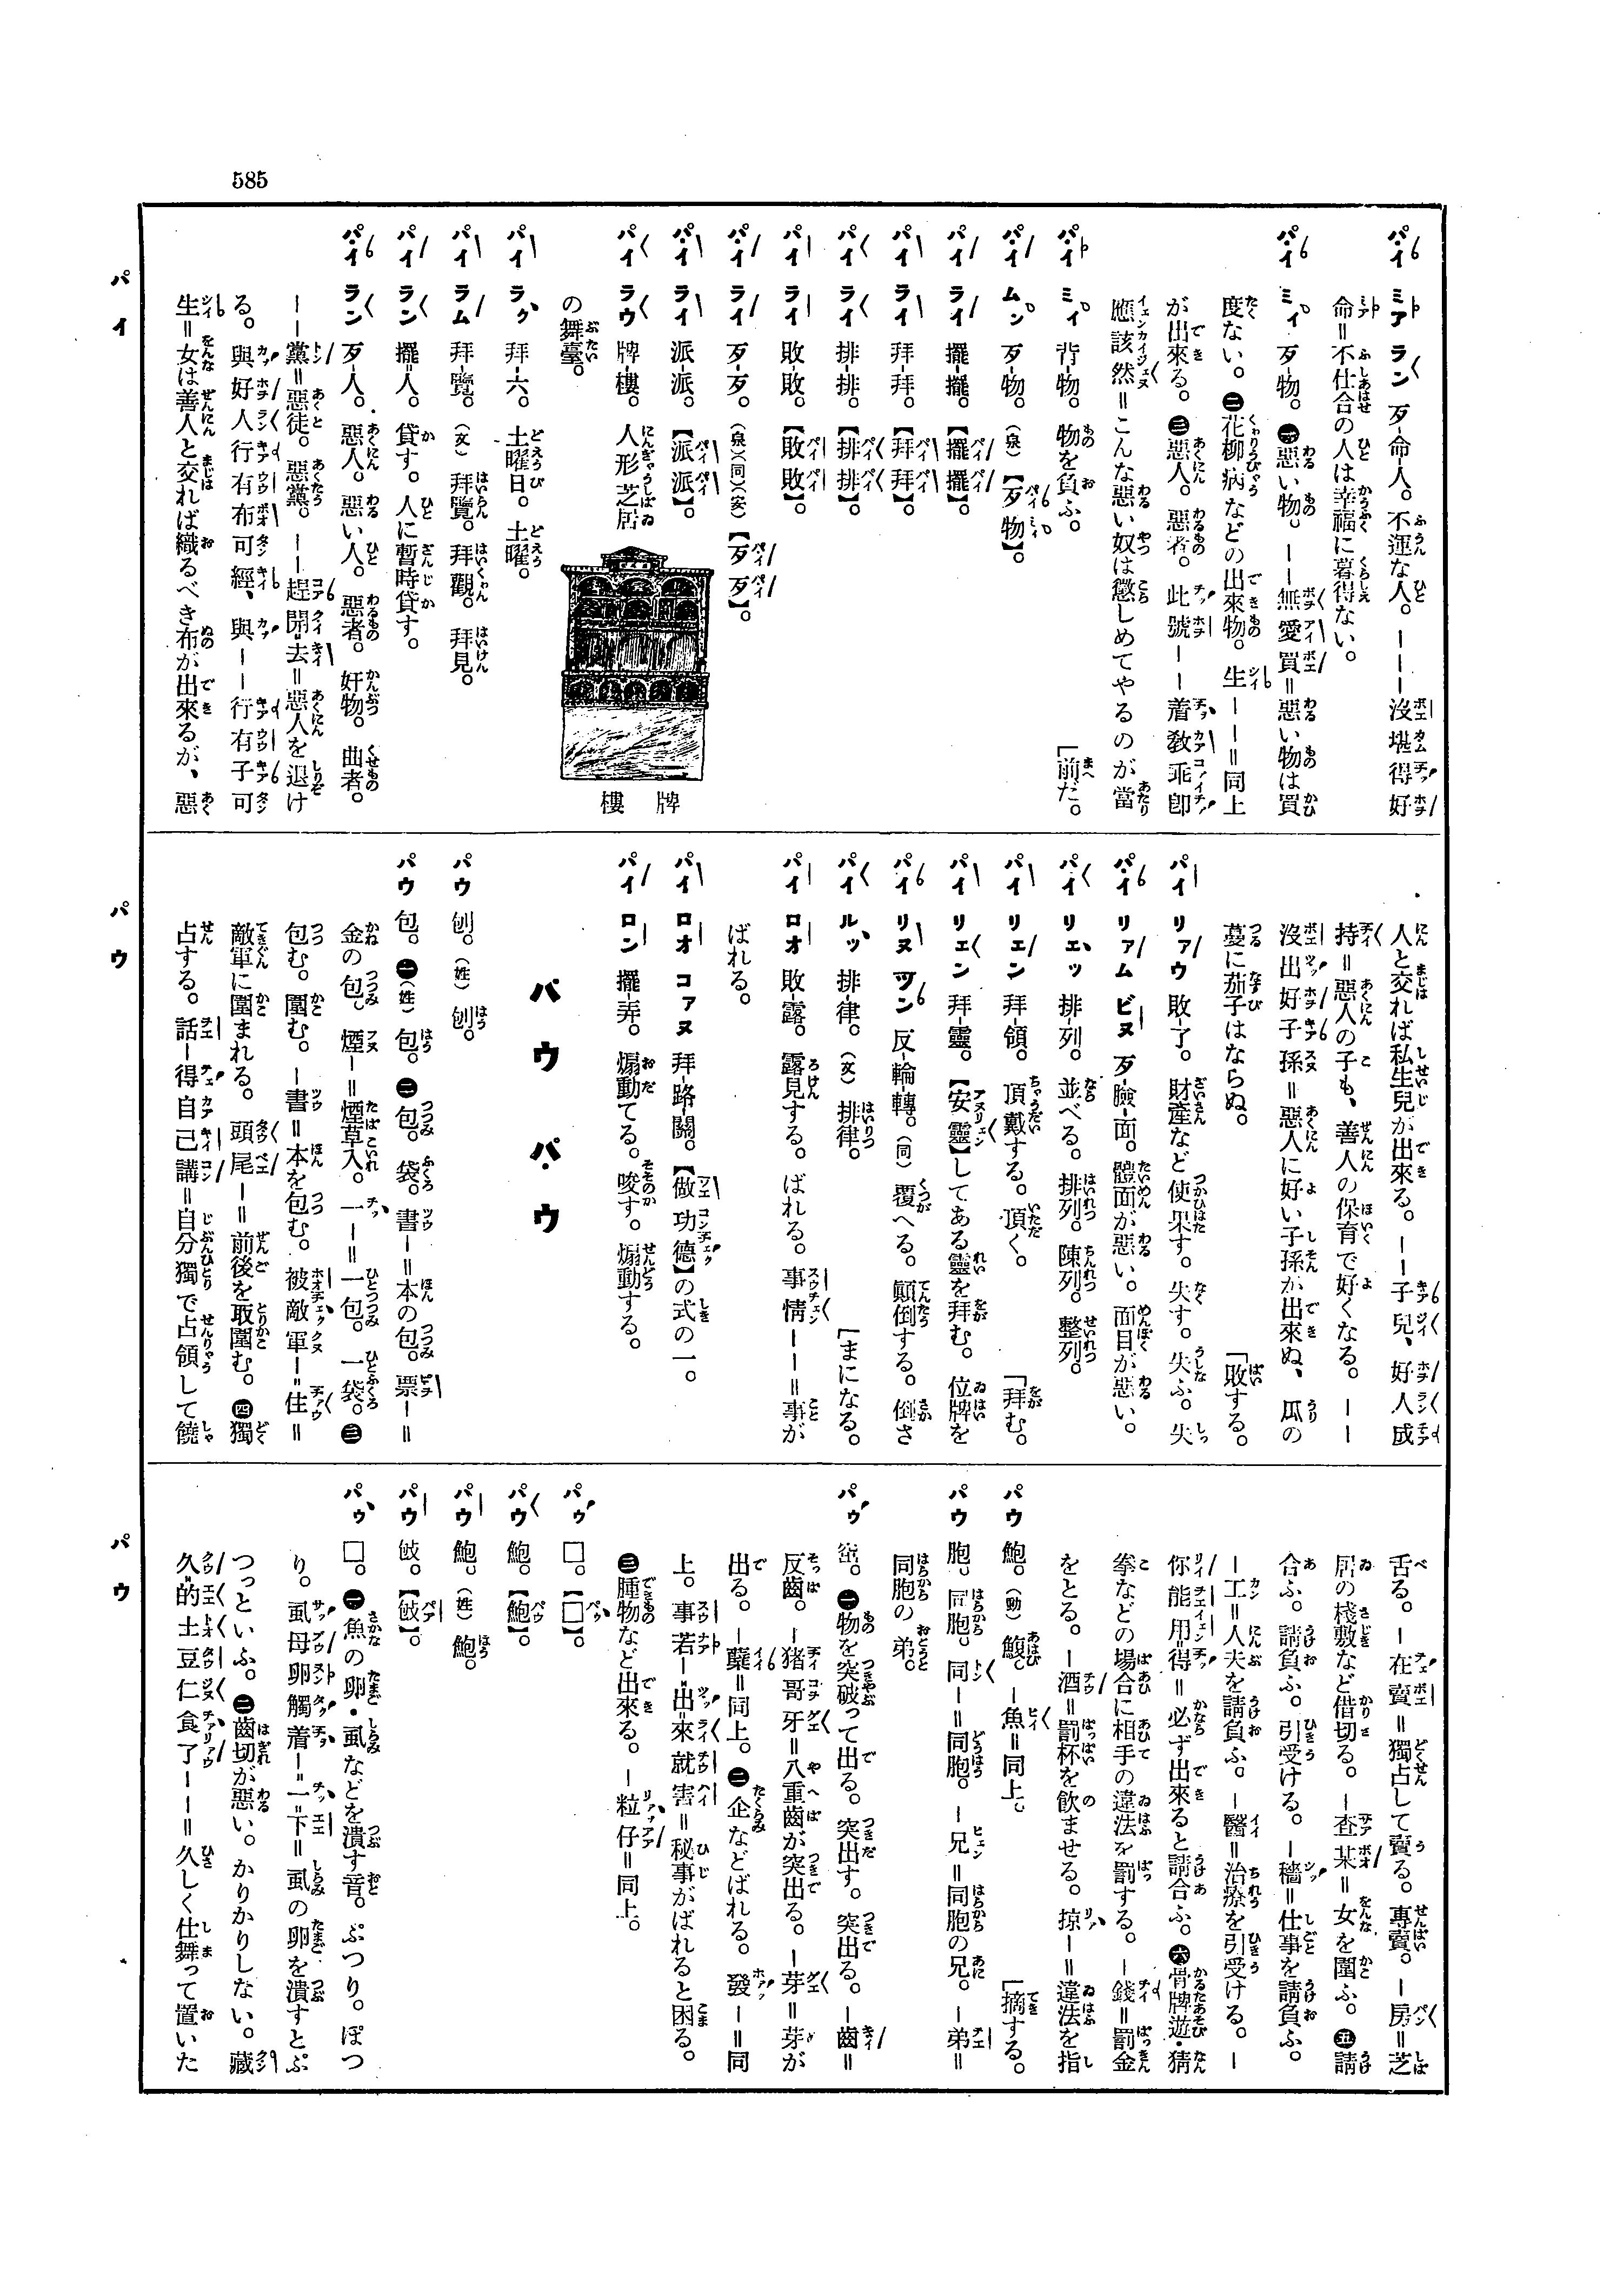 585
パイ
パウ
パウ
パイ ミア ラン 歹-命-人。不運な人。―――沒堪得好
命＝不仕合の人は幸福に暮得ない。
パイ ミイ 歹-物。㊀惡い物。――無愛買＝惡い物は買
度ない。㊁花柳病などの出來物。生――＝同上
が出來る。㊂惡人。惡者。此號――着敎乖卽
應該然＝こんな惡い奴は懲しめてやるのが當
「前だ。
パイ ミイ 背-物。物を負ふ。
パイ ムン 歹-物。（泉）【歹物】。
パイ ライ 擺-擺。【擺擺】。
パイ ライ 拜-拜。【拜拜】。
パイ ライ 排-排。【排排】。
パイ ライ 敗-敗。【敗敗】。
パイ ライ 歹-歹。（泉）（同）（安）【歹歹】。
パイ ライ 派-派。【派派】。
パイ ラウ 牌-樓。人形芝居
の舞臺。
牌樓
パイ ラク 拜-六。土曜日。土曜。
パイ ラム 拜-覽。（文）拜覽。拜觀。拜見。
パイ ラン 擺-人。貸す。人に暫時貸す。
パイ ラン 歹-人。惡人。惡い人。惡者。奸物。曲者。
――黨＝惡徒。惡黨。――趕開-去＝惡人を退け
る。與好人行有布可經、與――行有子可
生＝女は善人と交れば織るべき布が出來るが、惡
人と交れば私生兒が出來る。――子兒、好人成
持＝惡人の子も、善人の保育で好くなる。――
沒出好子孫＝惡人に好い子孫が出來ぬ、瓜の
蔓に茄子はならぬ。
「敗する。
パイ リァウ 敗-了。財產など使果す。失す。失ふ。失
パイ リァム ビヌ 歹-臉-面。體面が惡い。面目が惡い。
パイ リェッ 排-列。並べる。排列。陳列。整列。
パイ リェン 拜-領。頂戴する。頂く。
「拜む。
パイ リェン 拜-靈。【安靈】してある靈を拜む。位牌を
パイ リヌ ツン 反-輪-轉。（同）覆へる。顚倒する。倒さ
「まになる。
パイ ルッ 排-律。（文）排律。
パイ ロオ 敗-露。露見する。ばれる。事情――＝事が
ばれる。
パイ ロオ コァヌ 拜-路-關。【做功德】の式の一。
パイ ロン 擺-弄。煽動てる。唆す。煽動する。
パウ パ・ウ
パウ 刨。（姓）刨。
パウ 包。㊀（姓）包。㊁包。袋。書―＝本の包。票―＝
金の包。煙―＝煙草入。一―＝一包。一袋。㊂
包む。圍む。―書＝本を包む。被敵軍―-住＝
敵軍に圍まれる。頭尾―＝前後を取圍む。㊃獨
占する。話―得自己講＝自分獨で占領して饒
舌る。―在賣＝獨占して賣る。專賣。―房＝芝
居の棧敷など借切る。―査某＝女を圍ふ。㊄請
合ふ。請負ふ。引受ける。―穡＝仕事を請負ふ。
―工＝人夫を請負ふ。―醫＝治療を引受ける。―
你能用-得＝必ず出來ると請合ふ。㊅骨牌遊・猜
拳などの場合に相手の違法を罰する。―錢＝罰金
をとる。―酒＝罰杯を飮ませる。掠―＝違法を指
「摘する。
パウ 鮑。（動）鰒。―魚＝同上。
パウ 胞。同胞。同―＝同胞。―兄＝同胞の兄。―弟＝
同胞の弟。
パウ ㊀物を突破って出る。突出す。突出る。―齒＝
反齒。―猪哥牙＝八重齒が突出る。―芽＝芽が
出る。―蘖＝同上。㊁企などばれる。發―＝同
上。事若―-出-來就害＝秘事がばれると困る。
㊂腫物など出來る。―粒仔＝同上。
パウ □。【□】。
パウ 鮑。【鮑】。
パウ 鮑。（姓）鮑。
パウ
パウ □。㊀魚の卵・虱などを潰す音。ぷつり。ぽつ
り。虱母卵觸着―-一-下＝虱の卵を潰すとぷ
つっといふ。㊁齒切が惡い。かりかりしない。藏
久-的土豆仁食了――＝久しく仕舞って置いた